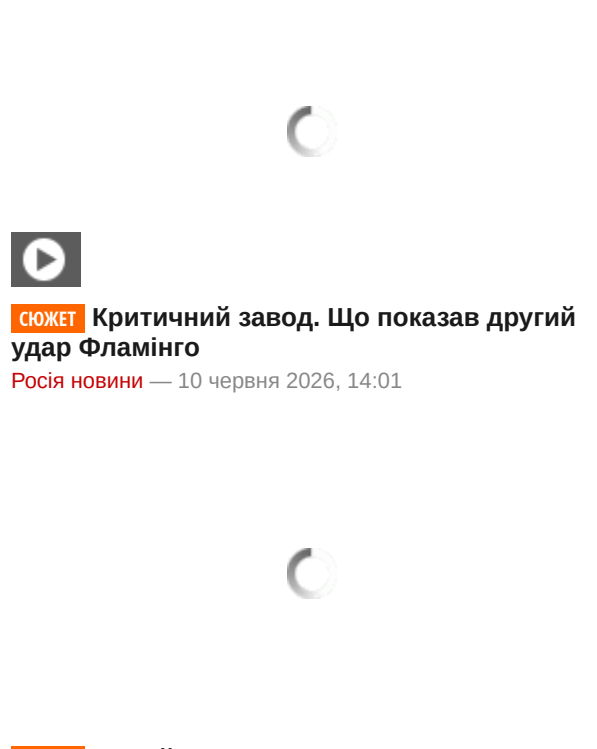 СЮЖЕТ Критичний завод. Що показав другий
удар Фламінго
Росія новини — 10 червня 2026, 14:01